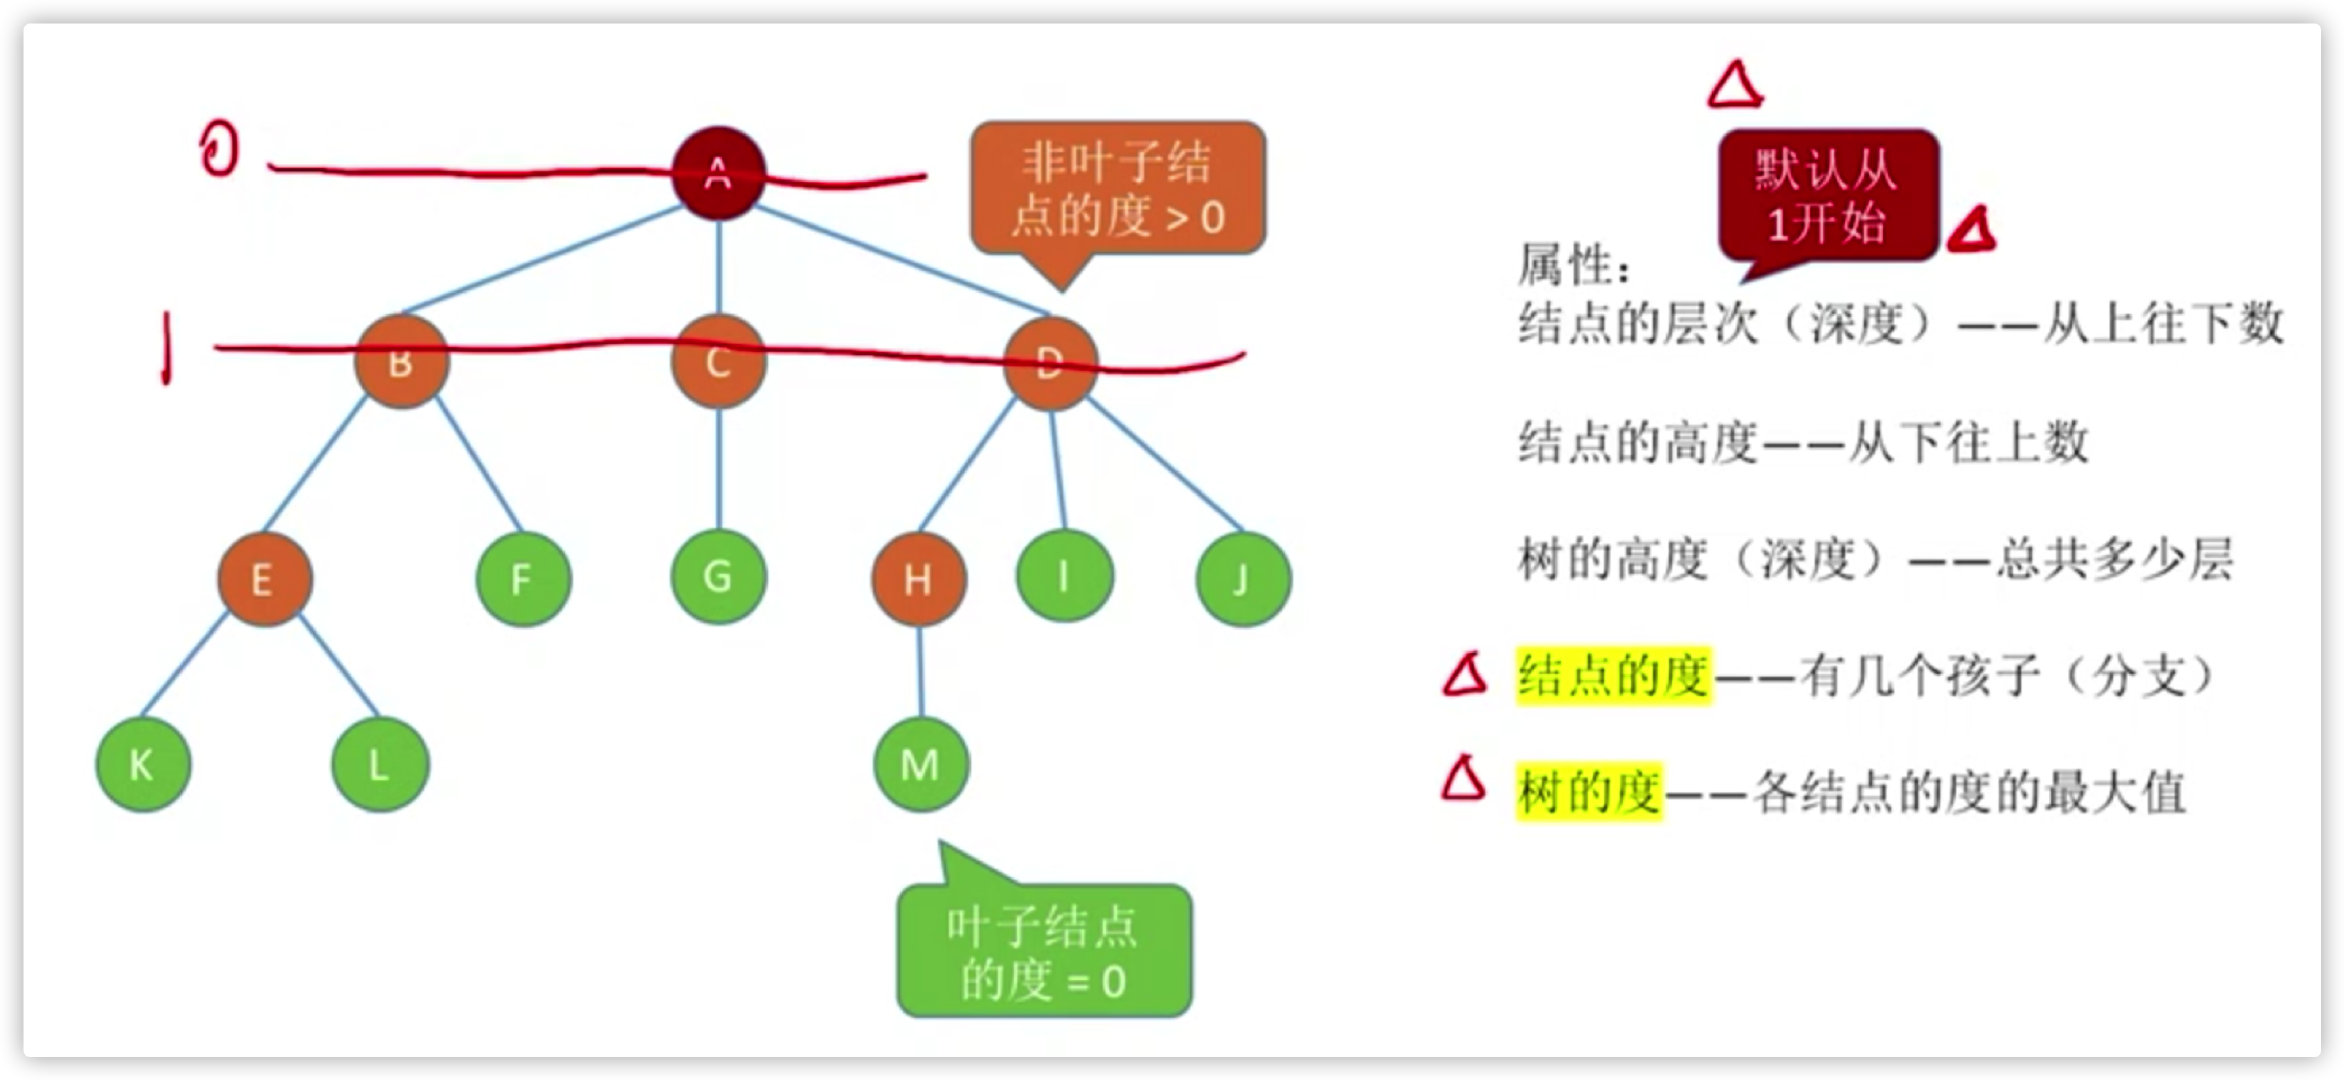 0
A
非叶子结
点的度 > 0
默认从
1开始
属性：
结点的层次（深度）——从上往下数
1
B
C
D
结点的高度——从下往上数
E
F
G
H
I
J
树的高度（深度）——总共多少层
结点的度——有几个孩子（分支）
K
L
M
树的度——各结点的度的最大值
叶子结点
的度 = 0